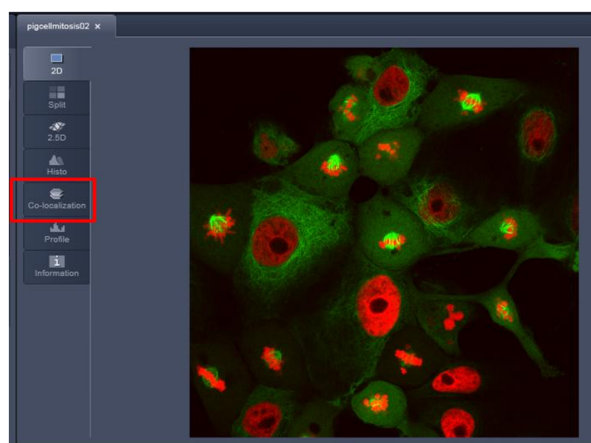 pigcellmitosis02 ×
2D
Split
2.5D
Histo
Co-localization
Profile
i
Information